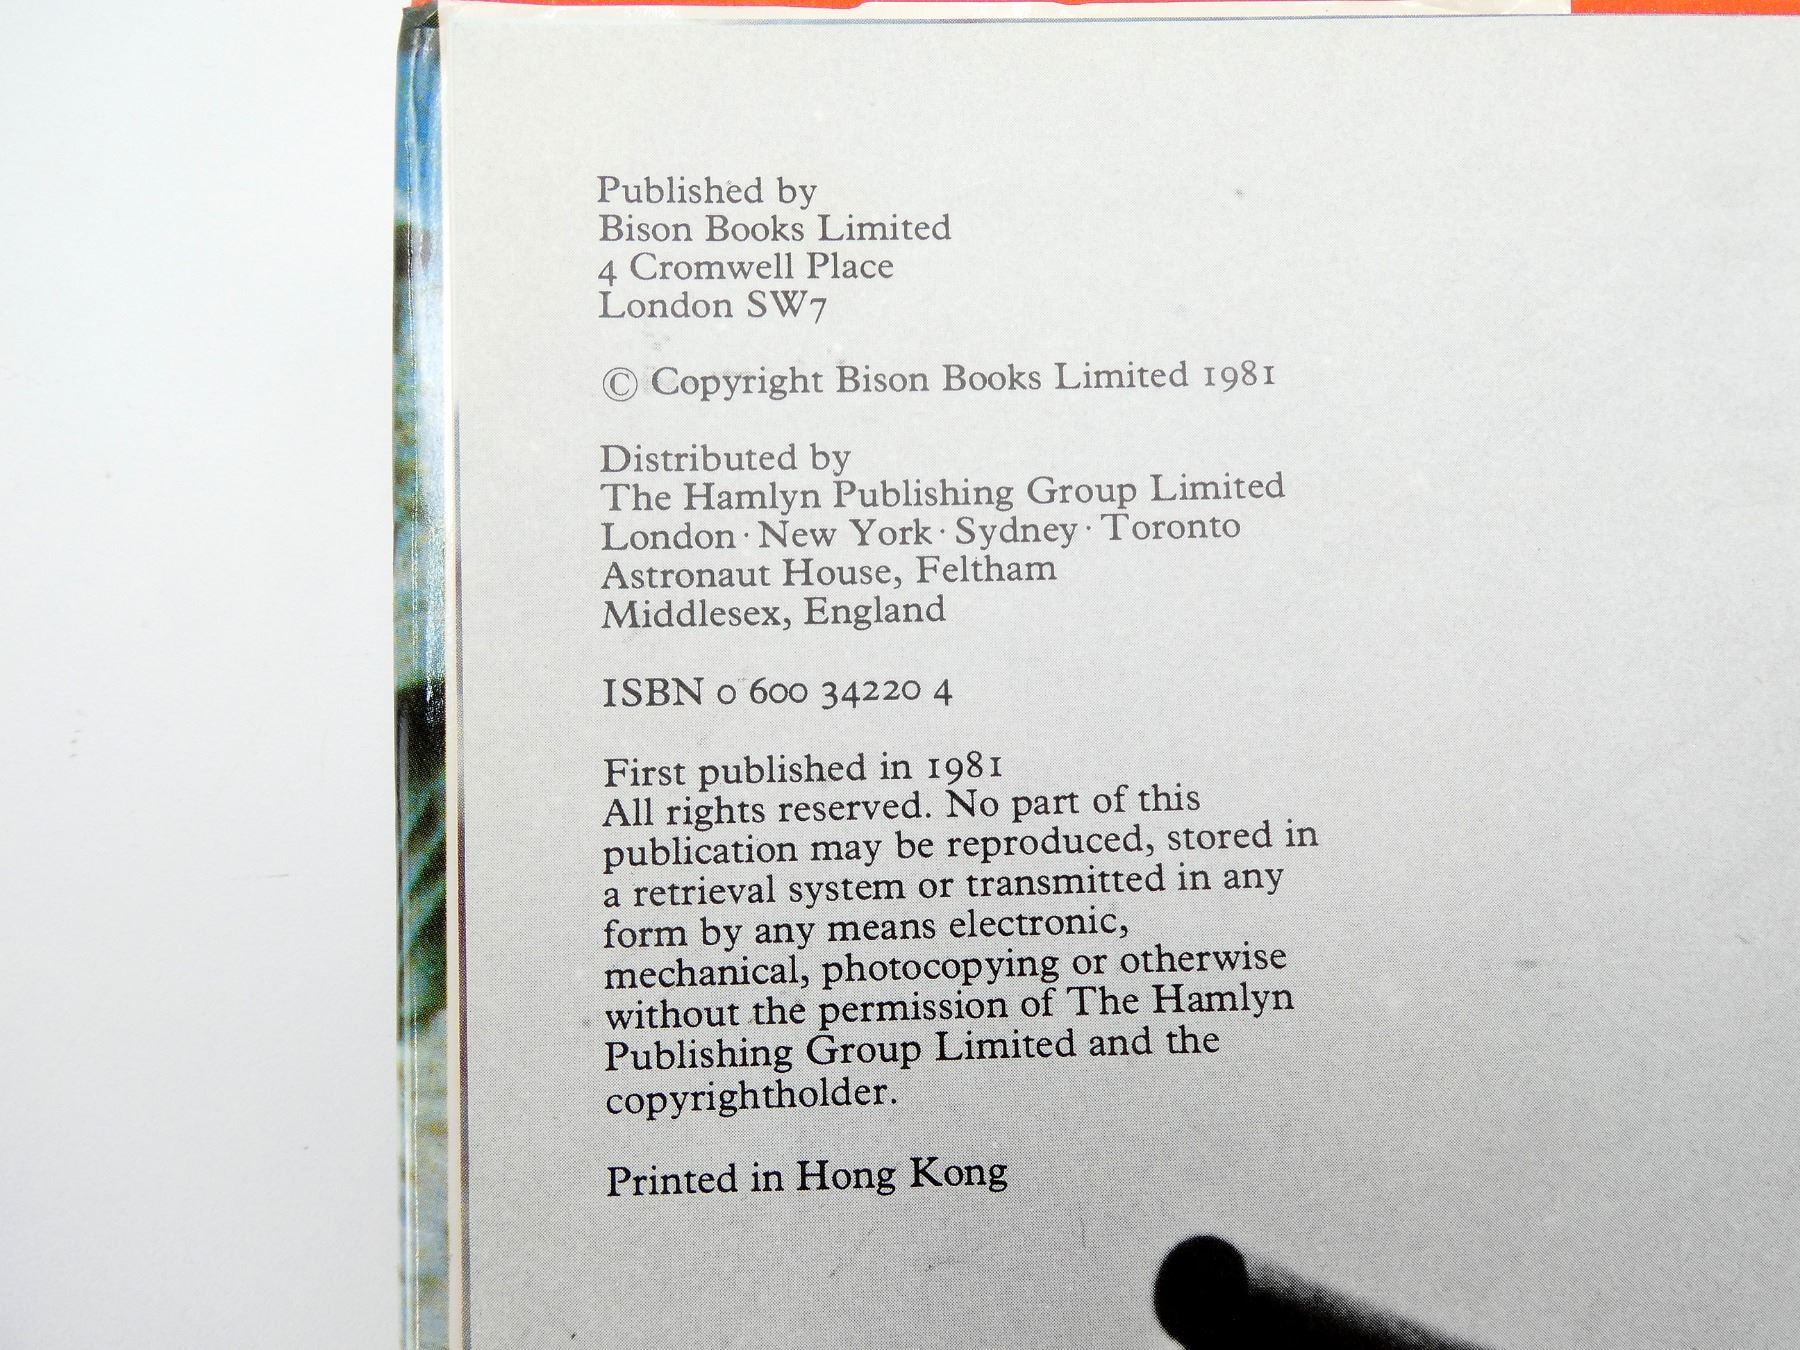 Published by
Bison Books Limited
4 Cromwell Place
London SW7
© Copyright Bison Books Limited 1981
Distributed by
The Hamlyn Publishing Group Limited
London · New York · Sydney · Toronto
Astronaut House, Feltham
Middlesex, England
ISBN 0 600 34220 4
First published in 1981
All rights reserved. No part of this
publication may be reproduced, stored in
a retrieval system or transmitted in any
form by any means electronic,
mechanical, photocopying or otherwise
without the permission of The Hamlyn
Publishing Group Limited and the
copyrightholder.
Printed in Hong Kong